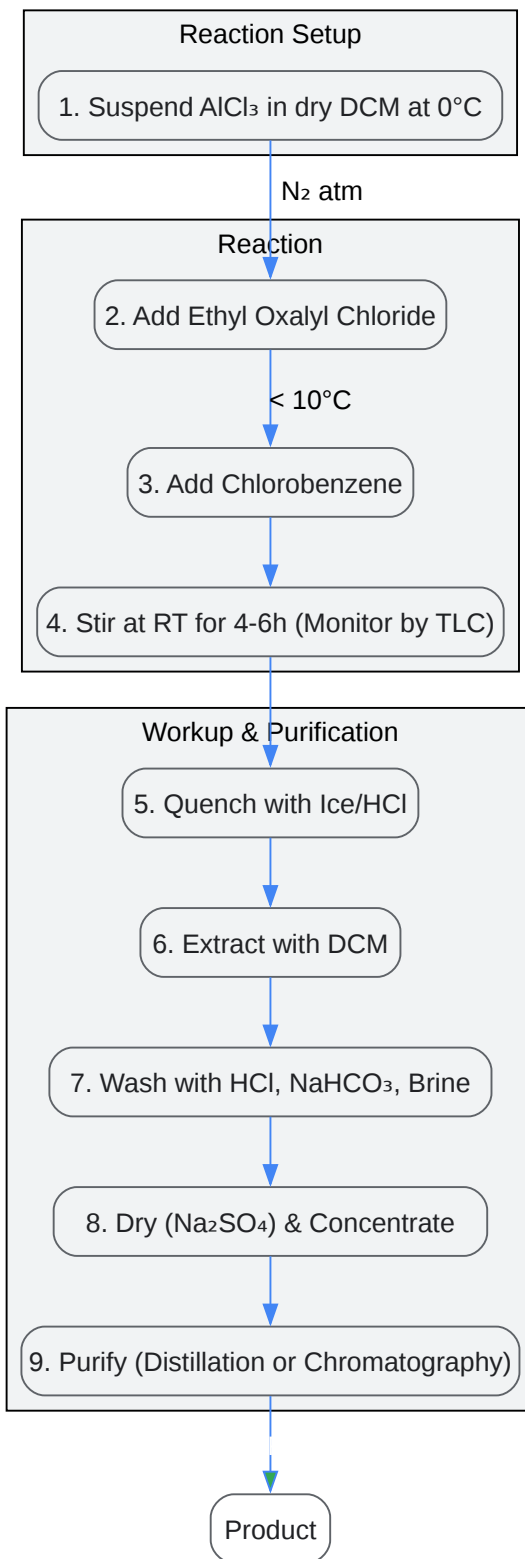 Reaction Setup
1. Suspend AlCl₃ in dry DCM at 0°C
N₂ atm
Reaction
2. Add Ethyl Oxalyl Chloride
< 10°C
3. Add Chlorobenzene
4. Stir at RT for 4-6h (Monitor by TLC)
Workup & Purification
5. Quench with Ice/HCl
6. Extract with DCM
7. Wash with HCl, NaHCO₃, Brine
8. Dry (Na₂SO₄) & Concentrate
9. Purify (Distillation or Chromatography)
Product